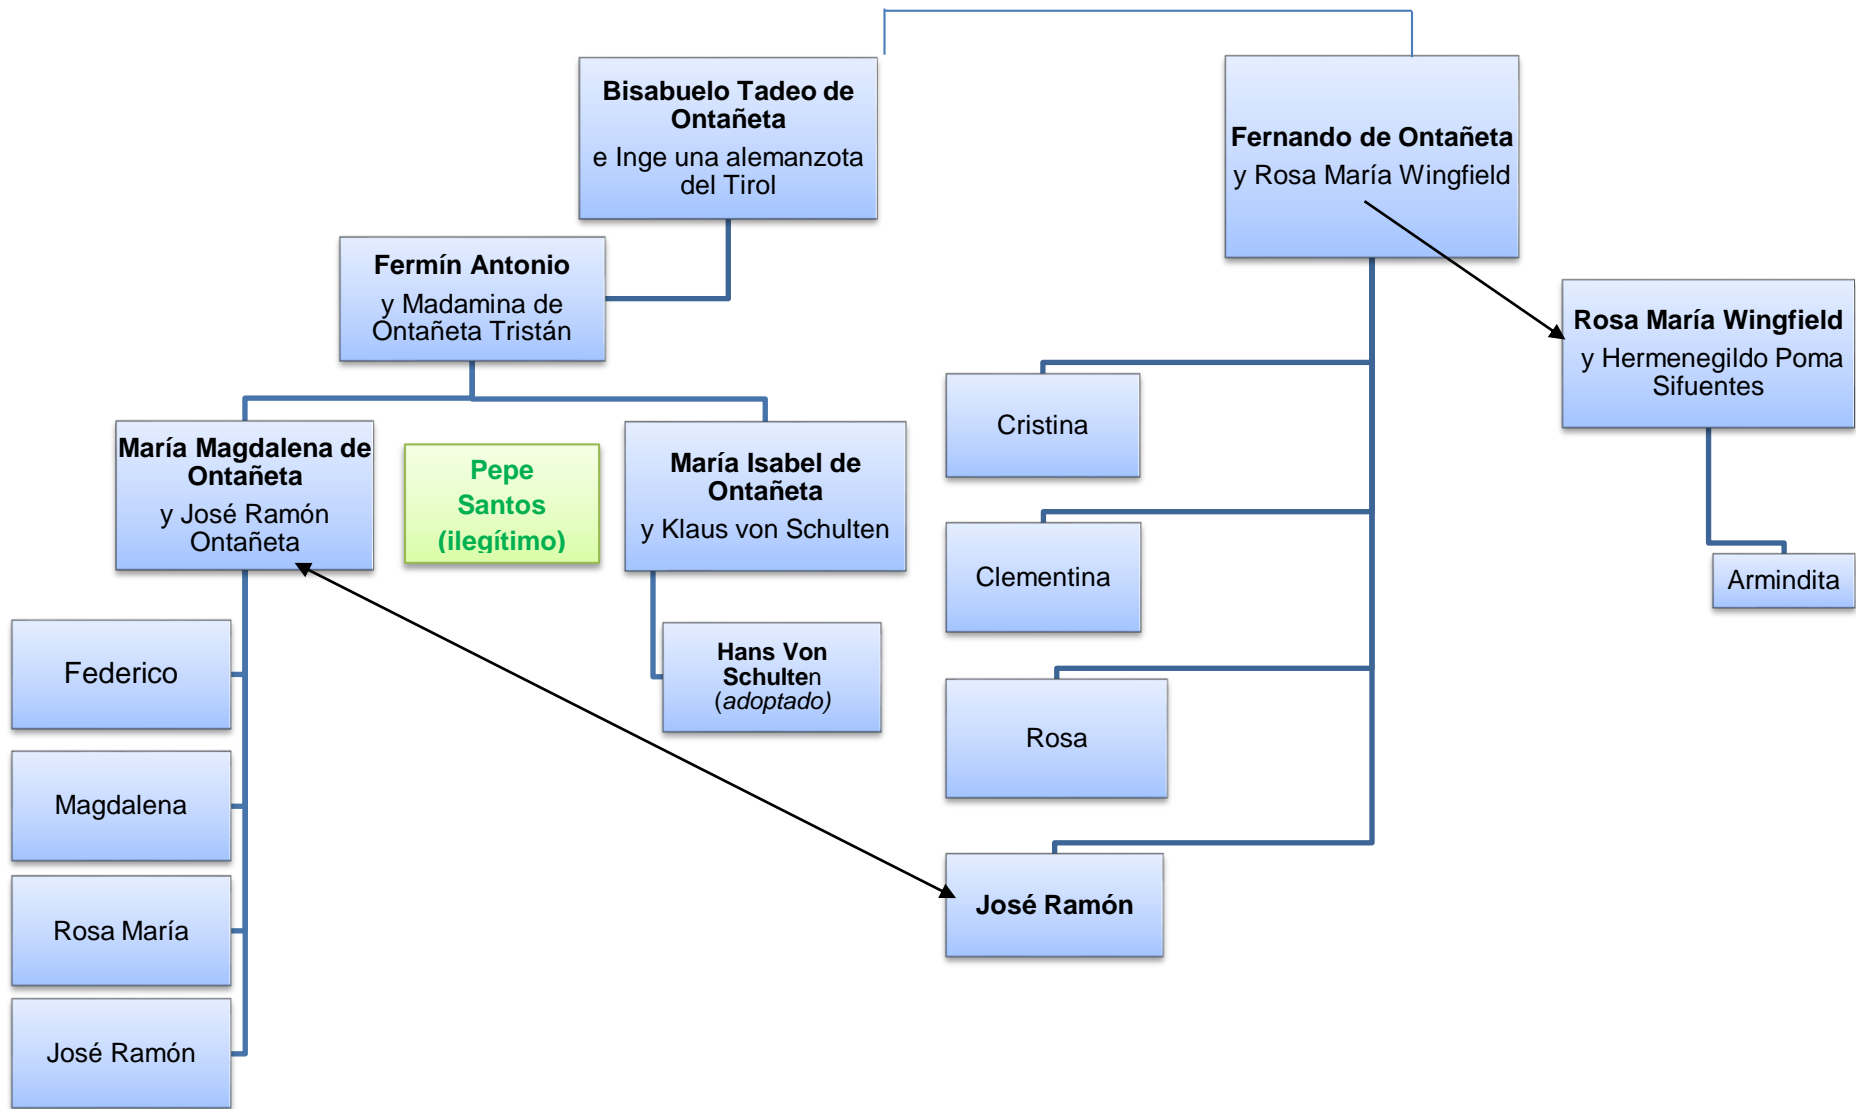 Bisabuelo Tadeo de
Ontañeta
e Inge una alemanzota
del Tirol
Fernando de Ontañeta
y Rosa María Wingfield
Fermín Antonio
y Madamina de
Ontañeta Tristán
Rosa María Wingfield
y Hermenegildo Poma
Sifuentes
María Magdalena de
Ontañeta
y José Ramón
Ontañeta
Pepe
Santos
(ilegítimo)
María Isabel de
Ontañeta
y Klaus von Schulten
Cristina
Clementina
Armindita
Federico
Hans Von
Schulten
(adoptado)
Rosa
Magdalena
Rosa María
José Ramón
José Ramón